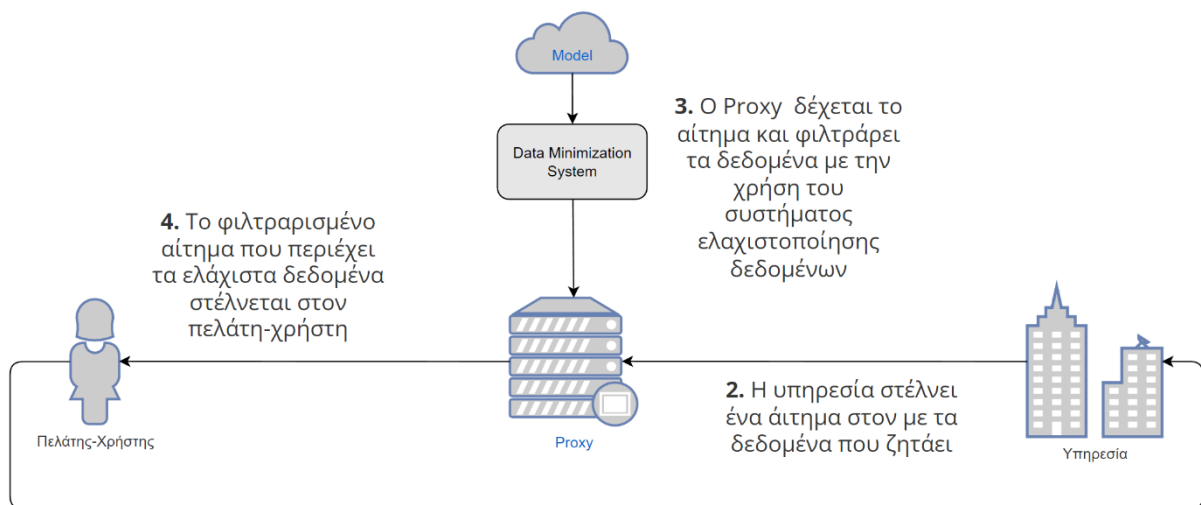 Model
Data Minimization
System
3. Ο Proxy δέχεται το
αίτημα και φιλτράρει
τα δεδομένα με την
χρήση του
συστήματος
ελαχιστοποίησης
δεδομένων
4. Το φιλτραρισμένο
αίτημα που περιέχει
τα ελάχιστα δεδομένα
στέλνεται στον
πελάτη-χρήστη
Πελάτης-Χρήστης
Proxy
2. Η υπηρεσία στέλνει
ένα άιτημα στον με τα
δεδομένα που ζητάει
Υπηρεσία